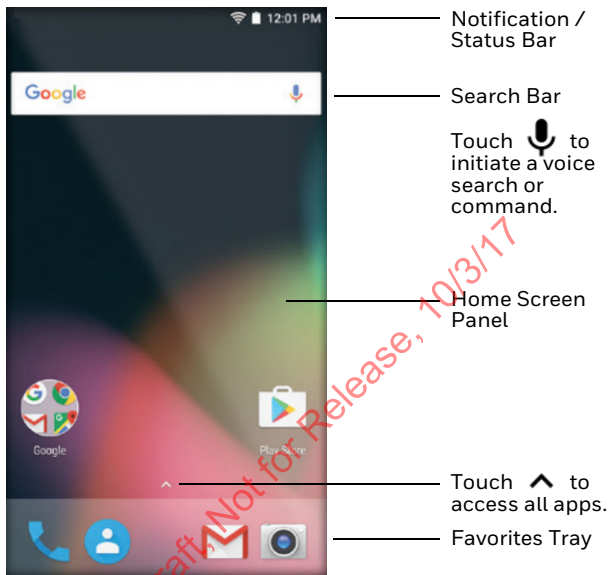 12:01 PM
Notification /
Status Bar
Google
Search Bar
Touch to
initiate a voice
search or
command.
Home Screen
Panel
Google
Play Store
Touch to
access all apps.
Favorites Tray
raft, Not for Release, 10/3/17